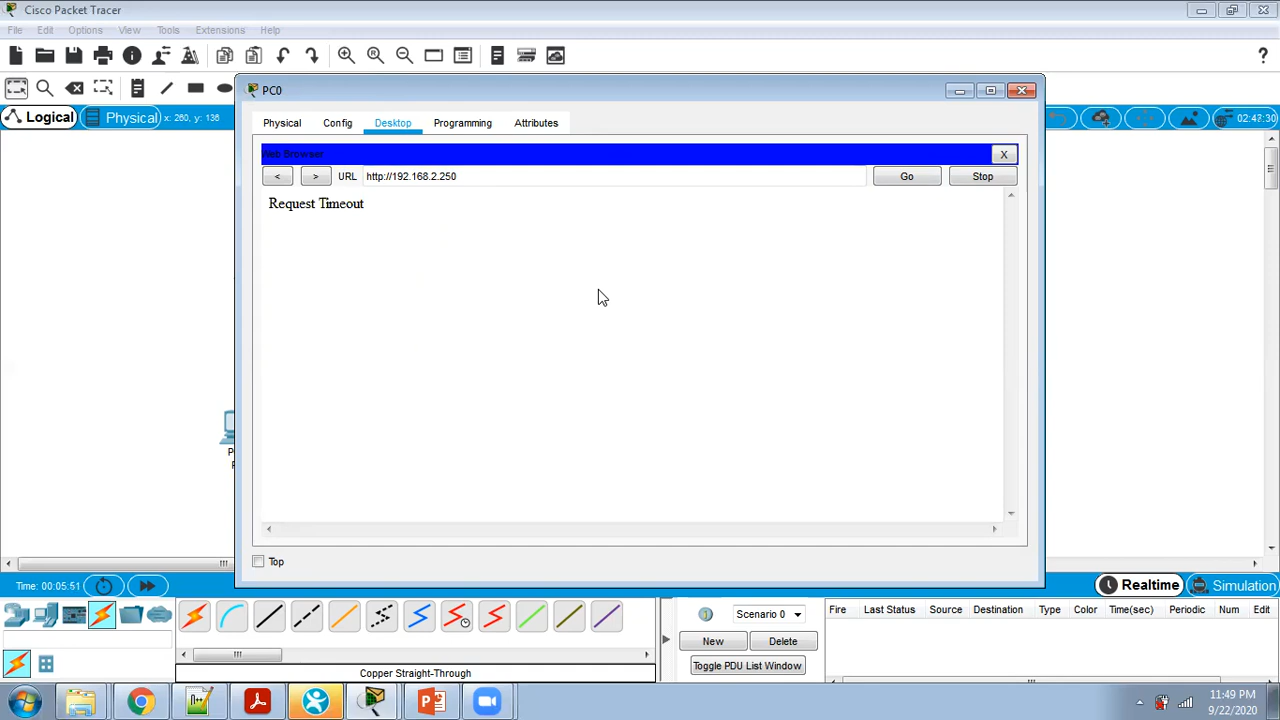 Cisco Packet Tracer
File Edit Options View Tools Extensions Help
?
Logical Physical x: 260, y: 136 02:47:30
PC0
Physical Config Desktop Programming Attributes
Web Browser X
< > URL http://192.168.2.250 Go Stop
Request Timeout
Top
Time: 00:05:51 Realtime Simulation
Scenario 0 Fire Last Status Source Destination Type Color Time(sec) Periodic Num Edit
New Delete
Toggle PDU List Window
Copper Straight-Through
11:49 PM
9/22/2020